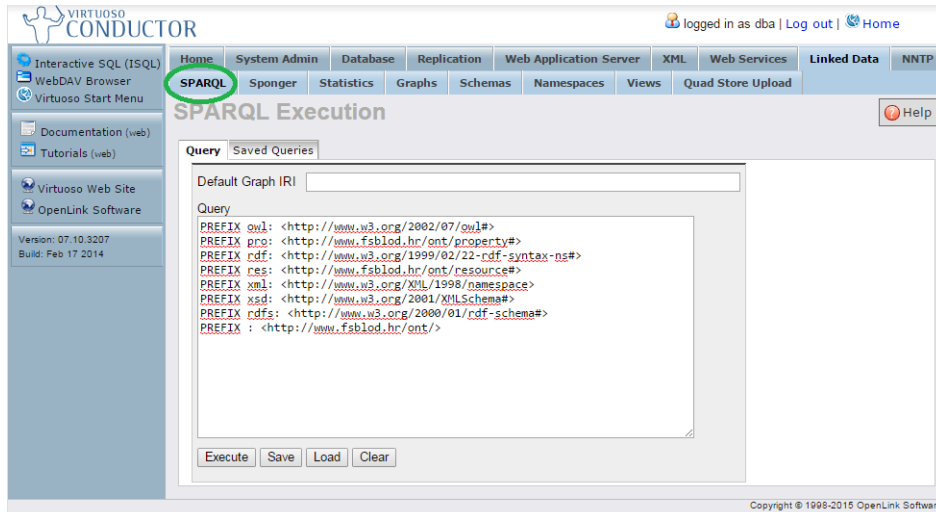 VIRTUOSO
CONDUCTOR
logged in as dba | Log out | Home
Interactive SQL (ISQL)
WebDAV Browser
Virtuoso Start Menu
Documentation (web)
Tutorials (web)
Virtuoso Web Site
OpenLink Software
Version: 07.10.3207
Build: Feb 17 2014
Home System Admin Database Replication Web Application Server XML Web Services Linked Data NNTP
SPARQL Sponger Statistics Graphs Schemas Namespaces Views Quad Store Upload
SPARQL Execution
Help
Query Saved Queries
Default Graph IRI
Query
PREFIX owl: <http://www.w3.org/2002/07/owl#>
PREFIX pro: <http://www.fsblod.hr/ont/property#>
PREFIX rdf: <http://www.w3.org/1999/02/22-rdf-syntax-ns#>
PREFIX res: <http://www.fsblod.hr/ont/resource#>
PREFIX xml: <http://www.w3.org/XML/1998/namespace>
PREFIX xsd: <http://www.w3.org/2001/XMLSchema#>
PREFIX rdfs: <http://www.w3.org/2000/01/rdf-schema#>
PREFIX : <http://www.fsblod.hr/ont/>
Execute Save Load Clear
Copyright © 1998-2015 OpenLink Softwar